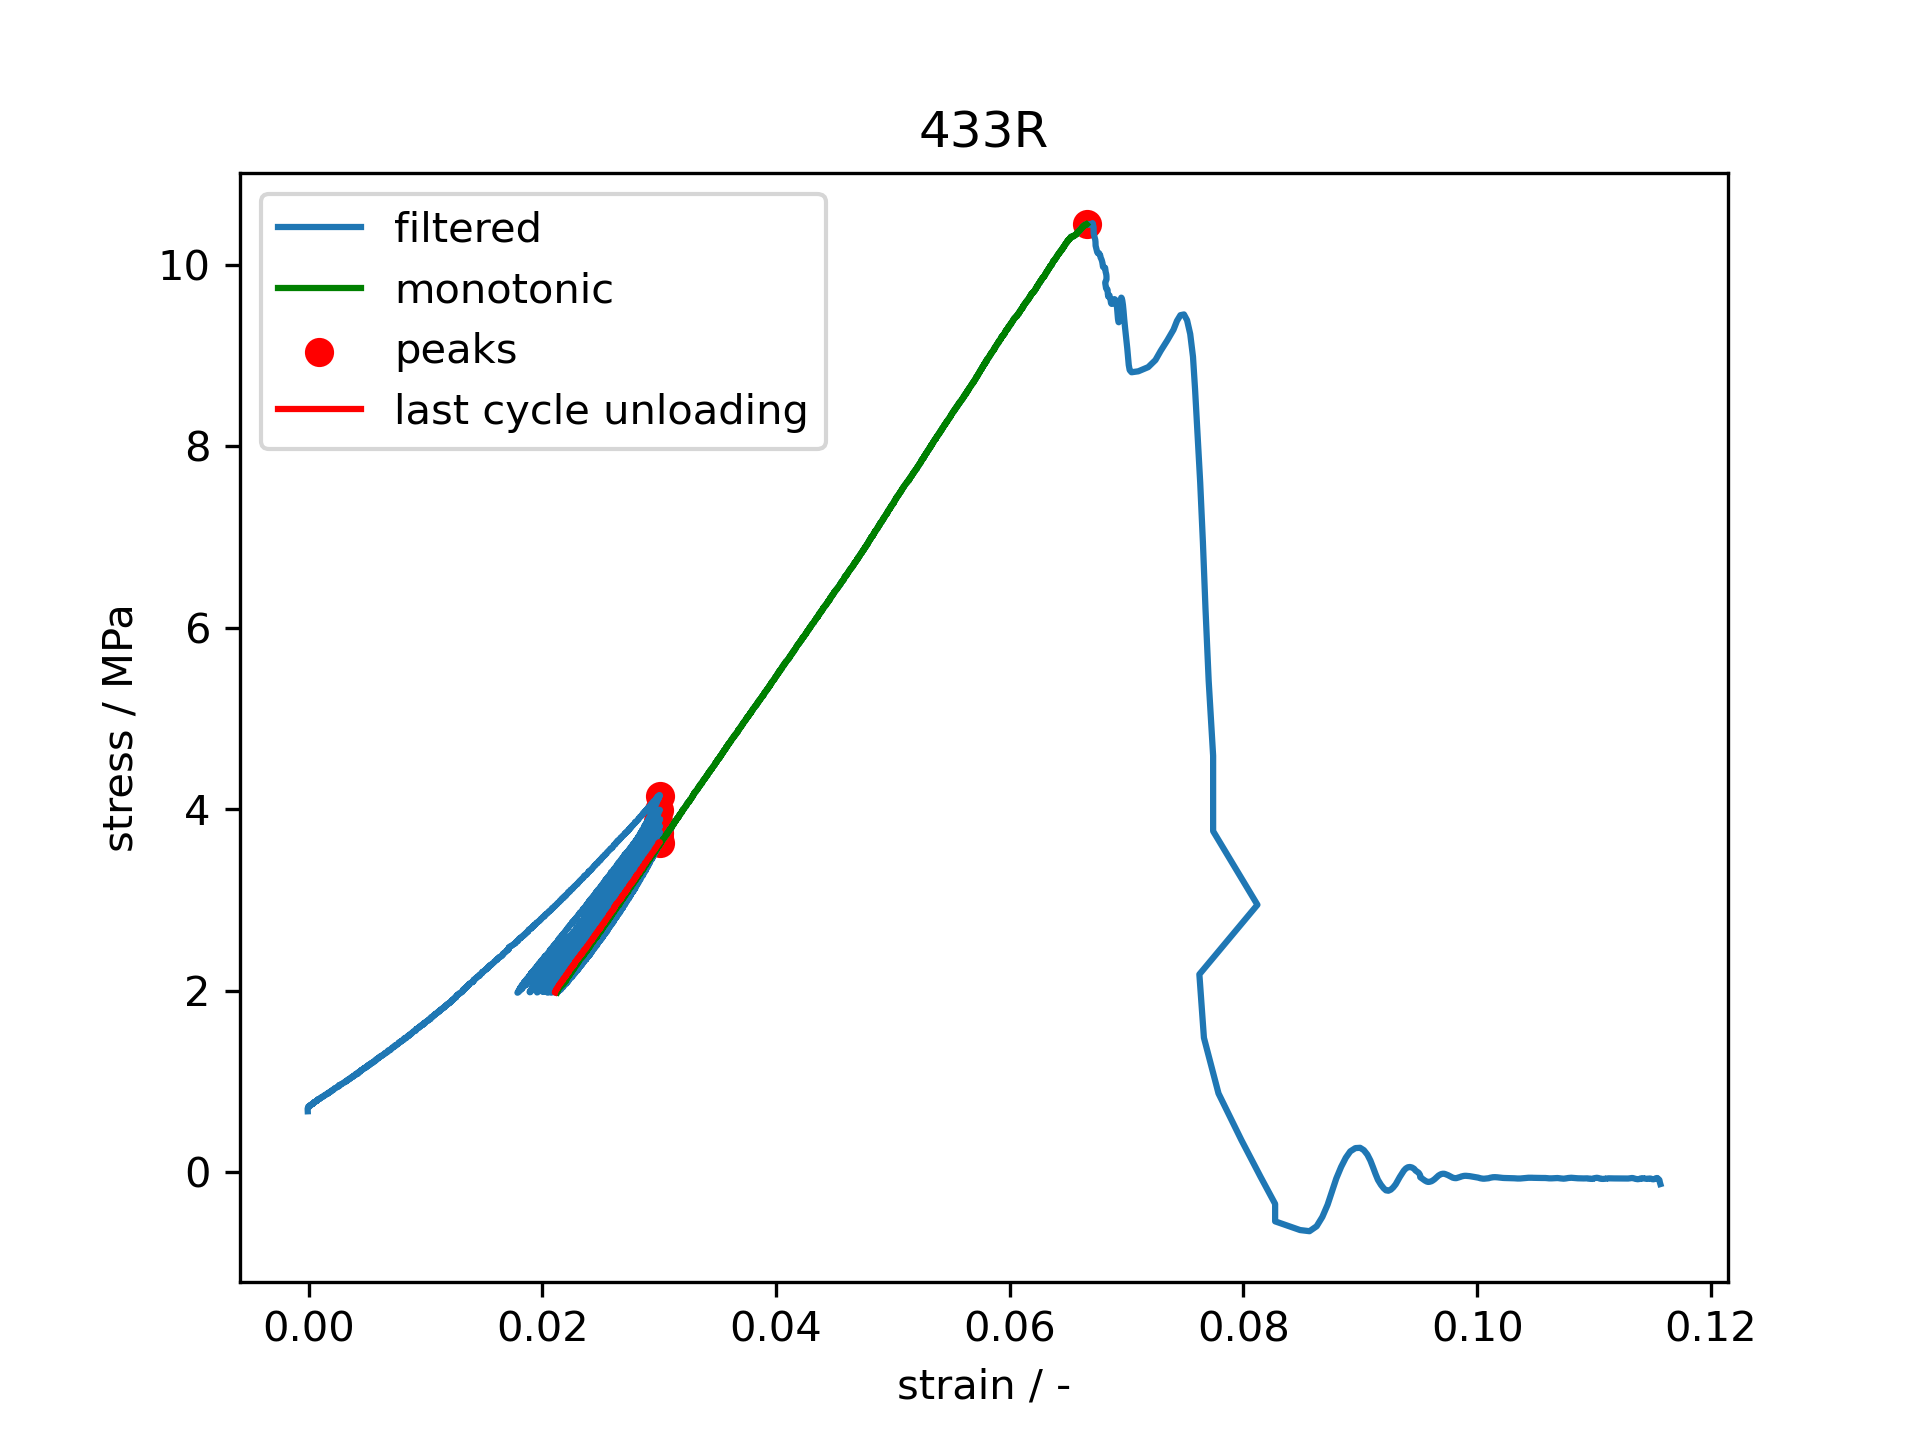 433R
filtered
monotonic
peaks
last cycle unloading
10
8
6
4
2
0
stress / MPa
0.00 0.02 0.04 0.06 0.08 0.10 0.12
strain / -